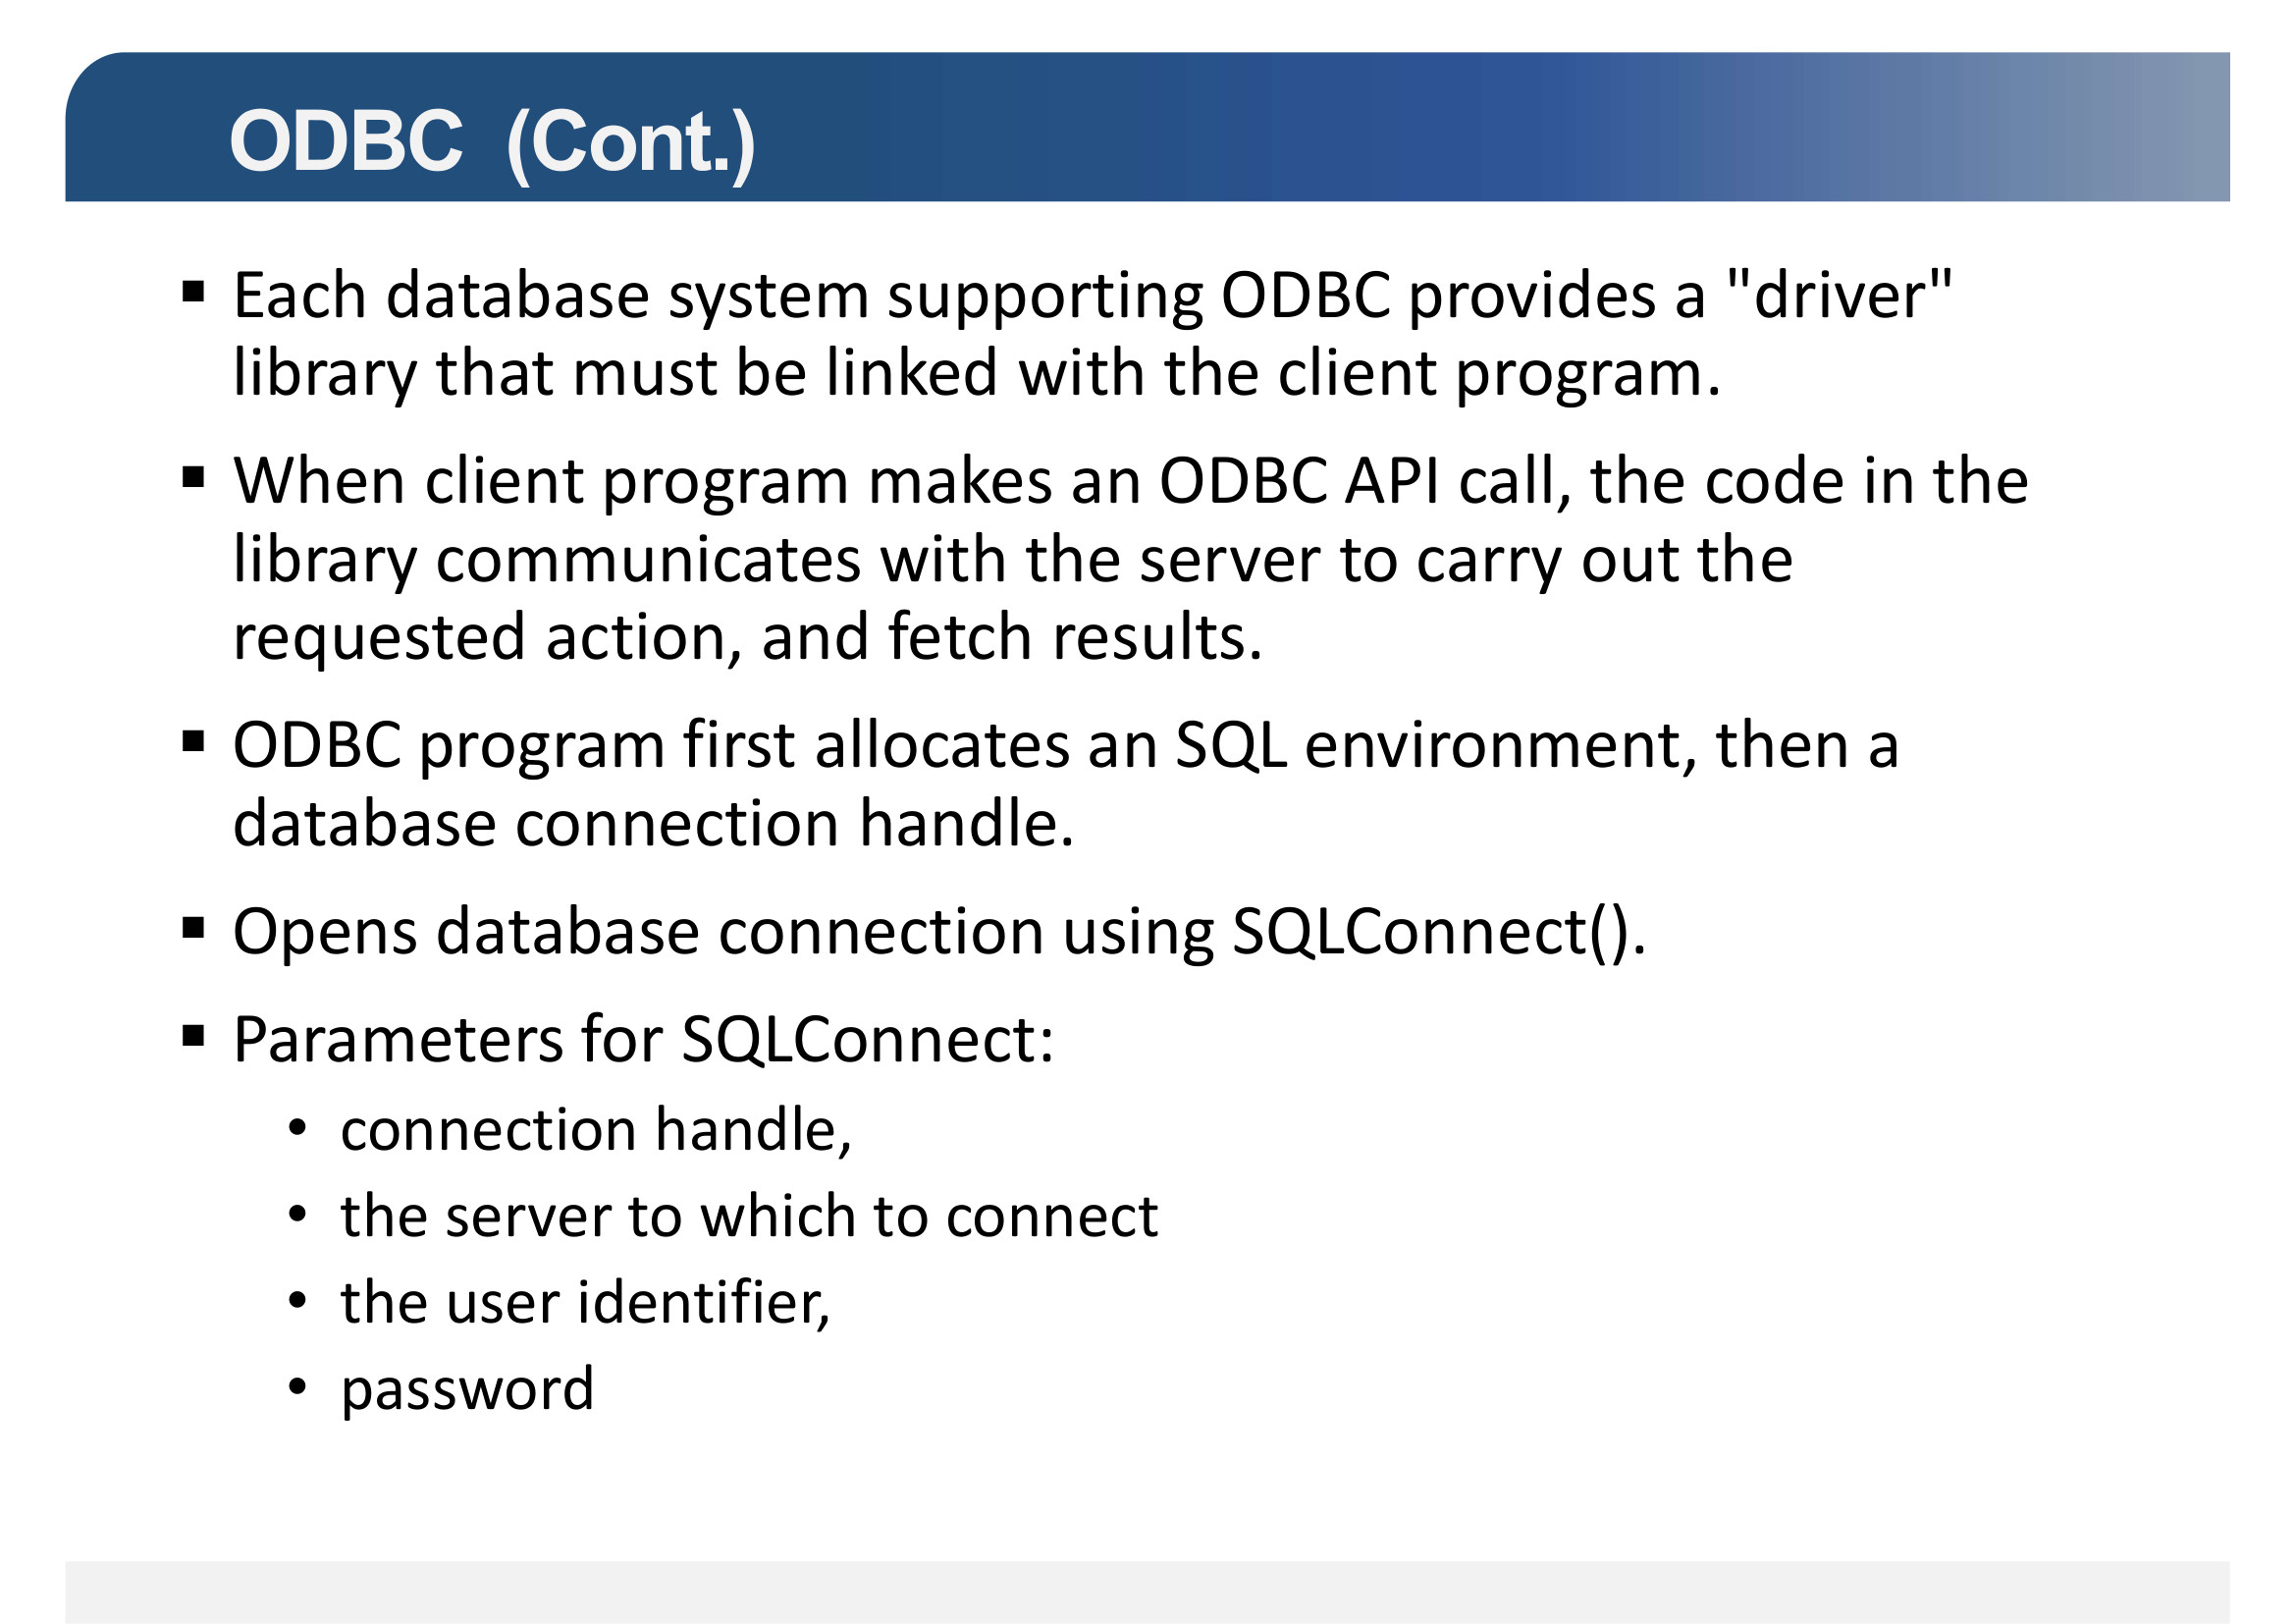 ODBC (Cont.)
▪ Each database system supporting ODBC provides a "driver"
library that must be linked with the client program.
▪ When client program makes an ODBC API call, the code in the
library communicates with the server to carry out the
requested action, and fetch results.
▪ ODBC program first allocates an SQL environment, then a
database connection handle.
▪ Opens database connection using SQLConnect().
▪ Parameters for SQLConnect:
• connection handle,
• the server to which to connect
• the user identifier,
• password